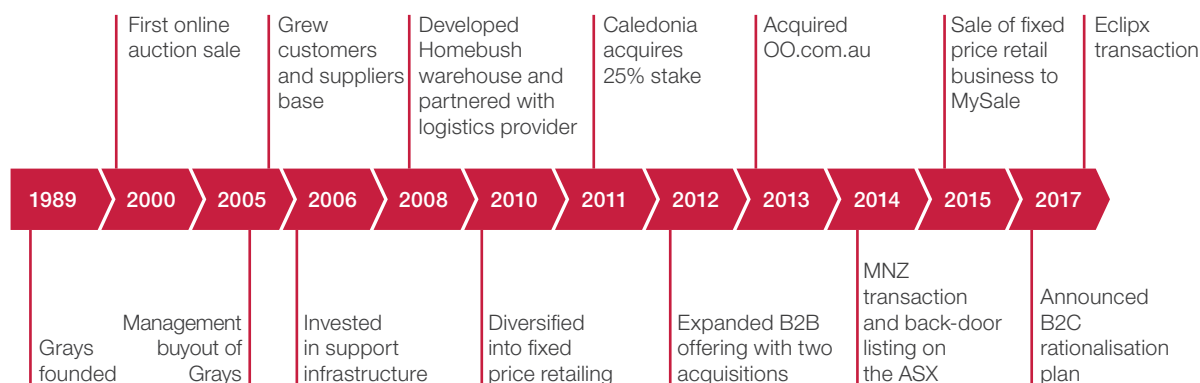 First online
auction sale
Grew
customers
and suppliers
base
Developed
Homebush
warehouse and
partnered with
logistics provider
Caledonia
acquires
25% stake
Acquired
OO.com.au
Sale of fixed
price retail
business to
MySale
Eclipx
transaction
1989
2000
2005
2006
2008
2010
2011
2012
2013
2014
2015
2017
Grays
founded
Management
buyout of
Grays
Invested
in support
infrastructure
Diversified
into fixed
price retailing
Expanded B2B
offering with two
acquisitions
MNZ
transaction
and back-door
listing on
the ASX
Announced
B2C
rationalisation
plan